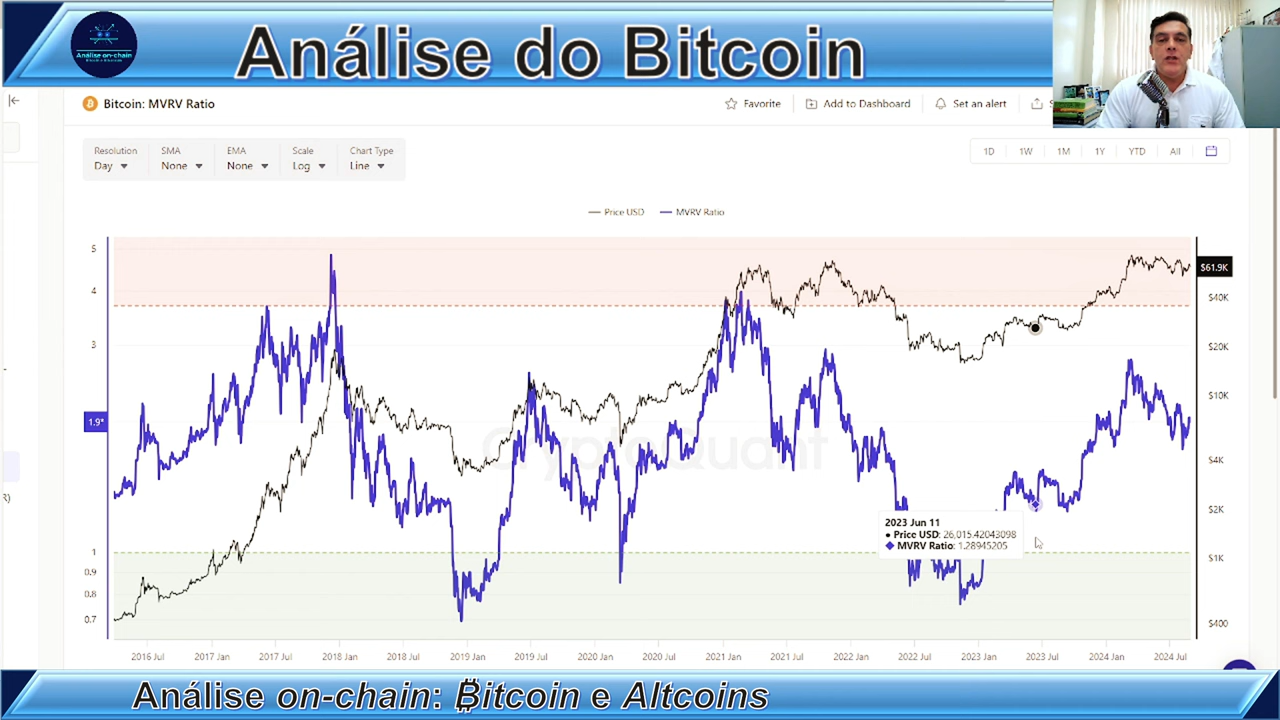 Análise do Bitcoin
Análise on-chain
Bitcoin: MVRV Ratio
Favorite
Add to Dashboard
Set an alert
Resolution
Day
SMA
None
EMA
None
Scale
Log
Chart Type
Line
1D
1W
1M
1Y
YTD
All
Price USD
MVRV Ratio
5
4
3
1.9*
1
0.9
0.8
0.7
$61.9K
$40K
$20K
$10K
$4K
$2K
$1K
$400
CryptoQuant
2023 Jun 11
Price USD: 26,015.42043098
MVRV Ratio: 1.28945205
2016 Jul
2017 Jan
2017 Jul
2018 Jan
2018 Jul
2019 Jan
2019 Jul
2020 Jan
2020 Jul
2021 Jan
2021 Jul
2022 Jan
2022 Jul
2023 Jan
2023 Jul
2024 Jan
2024 Jul
Análise on-chain: ₿itcoin e Altcoins